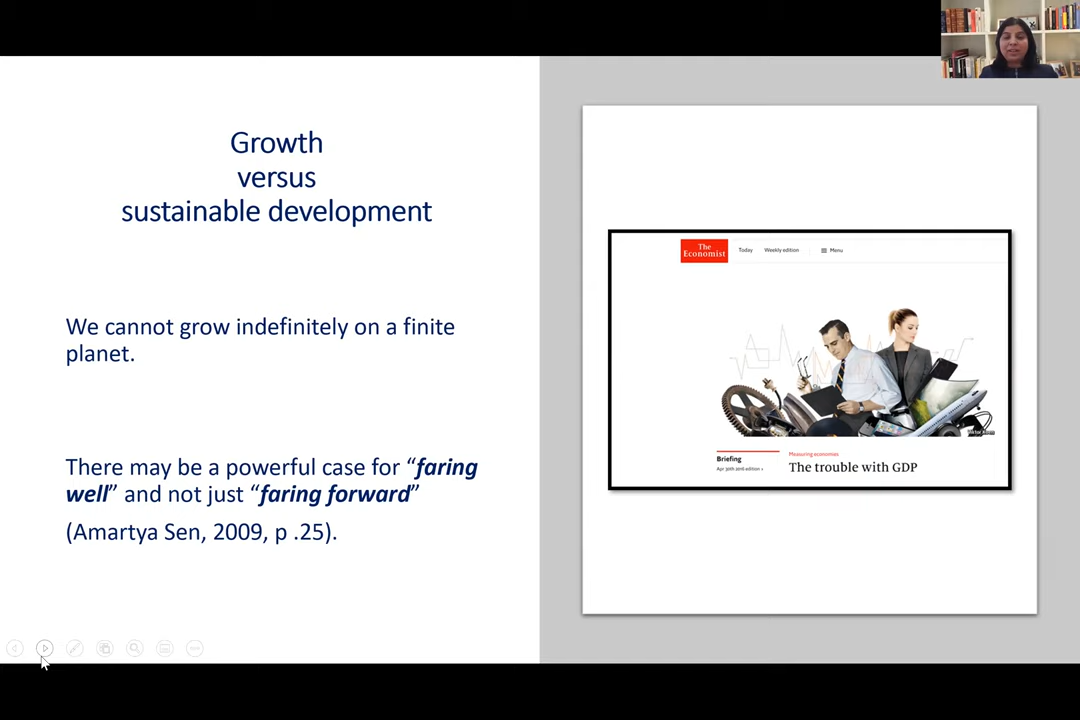 Growth
versus
sustainable development
We cannot grow indefinitely on a finite
planet.
There may be a powerful case for “faring
well” and not just “faring forward”
(Amartya Sen, 2009, p .25).
The
Economist
Today
Weekly edition
Menu
Briefing
Apr 30th 2016 edition
Measuring economies
The trouble with GDP